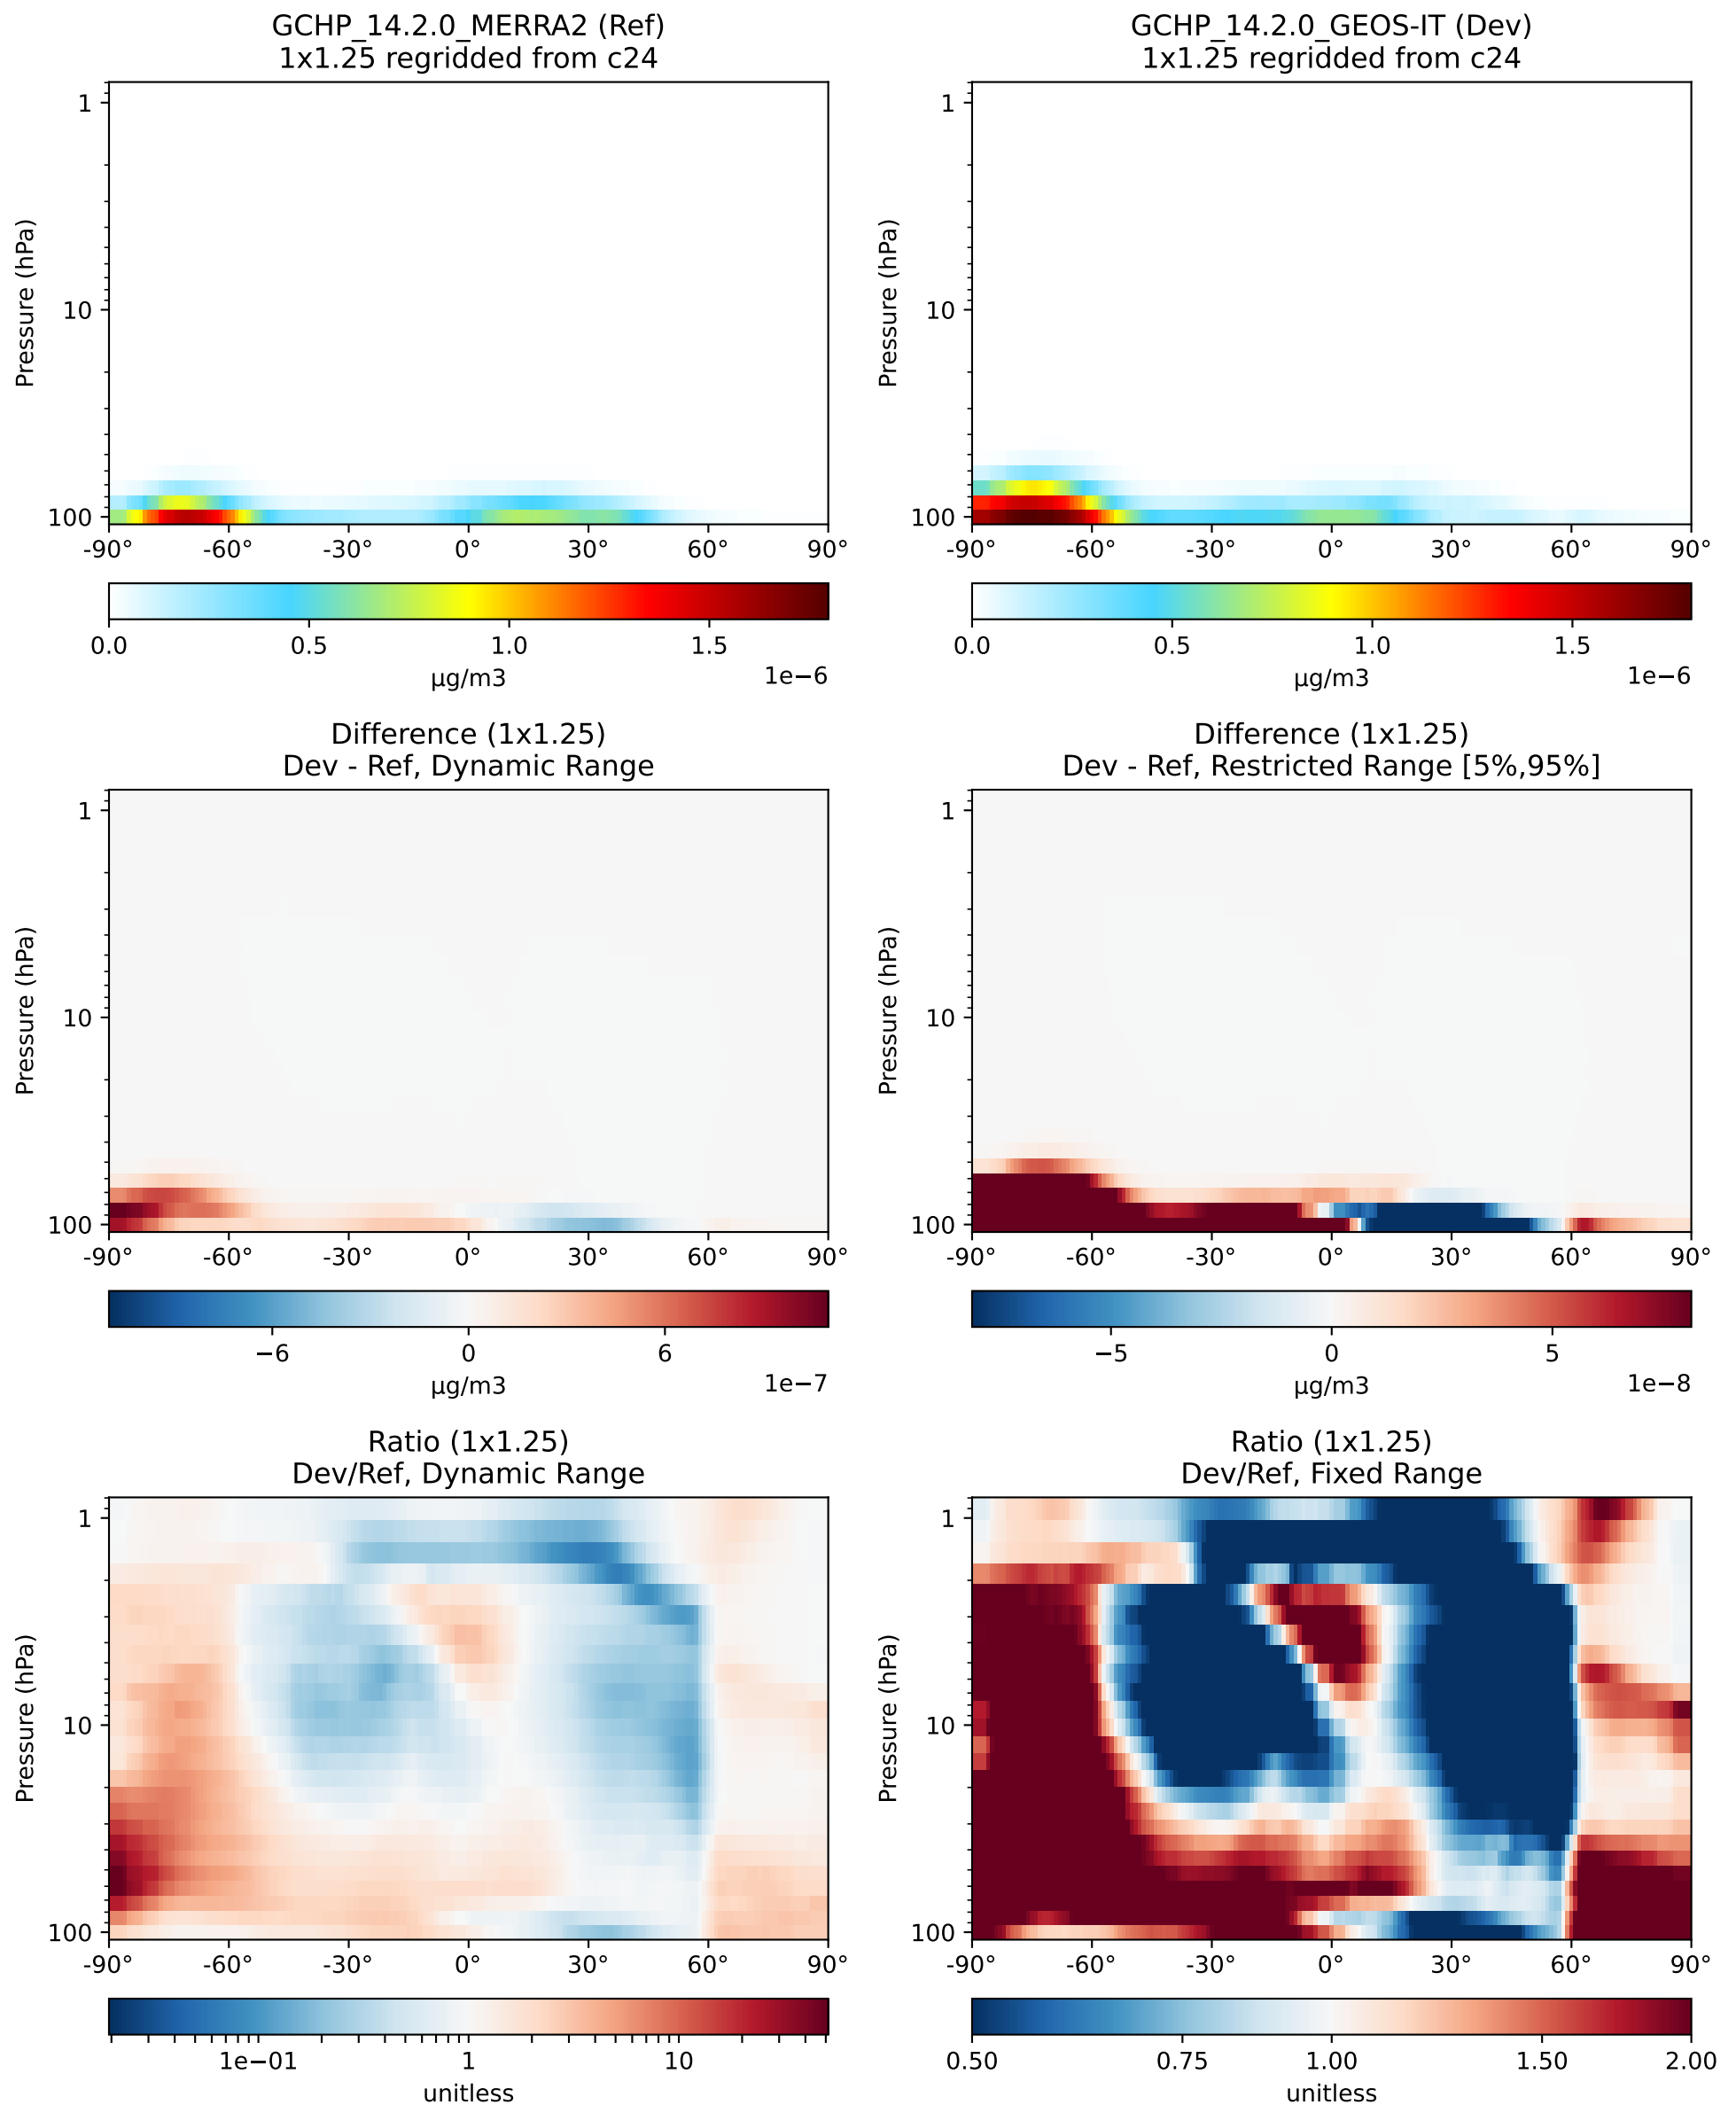 GCHP_14.2.0_MERRA2 (Ref)
1x1.25 regridded from c24
Pressure (hPa)
1
10
100
-90° -60° -30° 0° 30° 60° 90°
0.0 0.5 1.0 1.5
1e−6
µg/m3
GCHP_14.2.0_GEOS-IT (Dev)
1x1.25 regridded from c24
Pressure (hPa)
1
10
100
-90° -60° -30° 0° 30° 60° 90°
0.0 0.5 1.0 1.5
1e−6
µg/m3
Difference (1x1.25)
Dev - Ref, Dynamic Range
Pressure (hPa)
1
10
100
-90° -60° -30° 0° 30° 60° 90°
−6 0 6
1e−7
µg/m3
Difference (1x1.25)
Dev - Ref, Restricted Range [5%,95%]
Pressure (hPa)
1
10
100
-90° -60° -30° 0° 30° 60° 90°
−5 0 5
1e−8
µg/m3
Ratio (1x1.25)
Dev/Ref, Dynamic Range
Pressure (hPa)
1
10
100
-90° -60° -30° 0° 30° 60° 90°
1e−01 1 10
unitless
Ratio (1x1.25)
Dev/Ref, Fixed Range
Pressure (hPa)
1
10
100
-90° -60° -30° 0° 30° 60° 90°
0.50 0.75 1.00 1.50 2.00
unitless